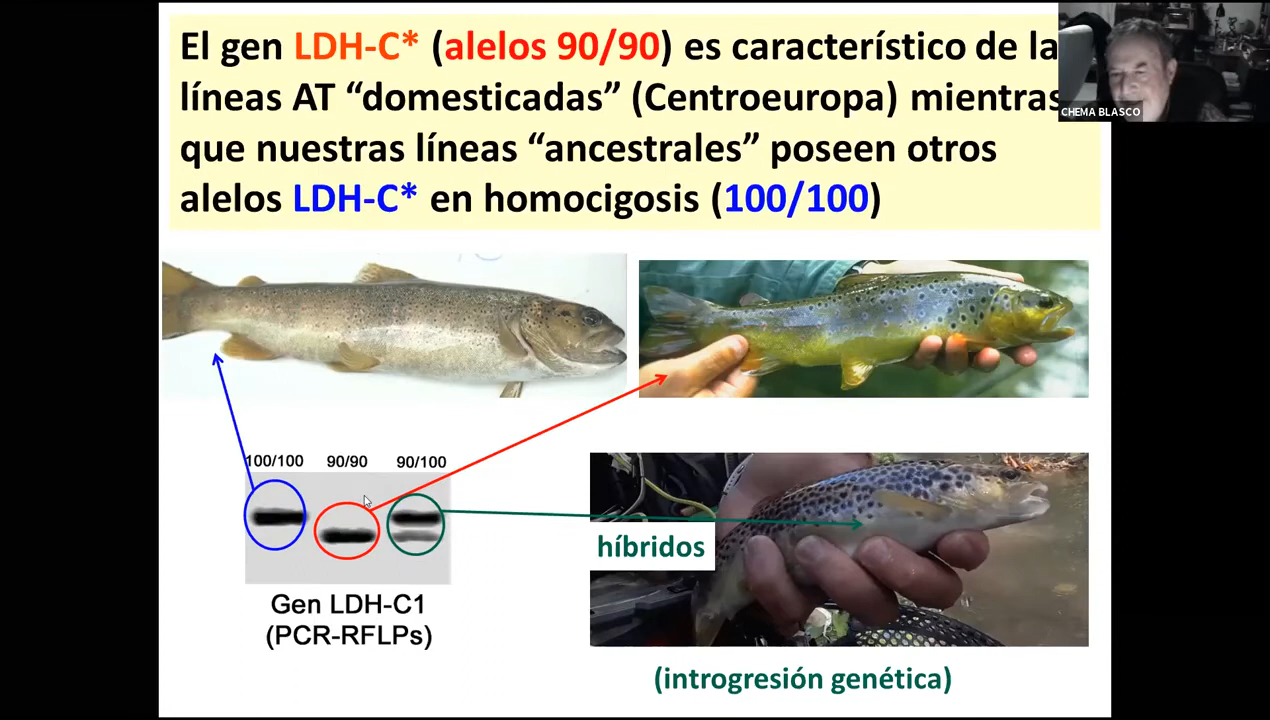 El gen LDH-C* (alelos 90/90) es característico de la
líneas AT “domesticadas” (Centroeuropa) mientras
que nuestras líneas “ancestrales” poseen otros
alelos LDH-C* en homocigosis (100/100)
CHEMA BLASCO
100/100 90/90 90/100
híbridos
Gen LDH-C1
(PCR-RFLPs)
(introgresión genética)